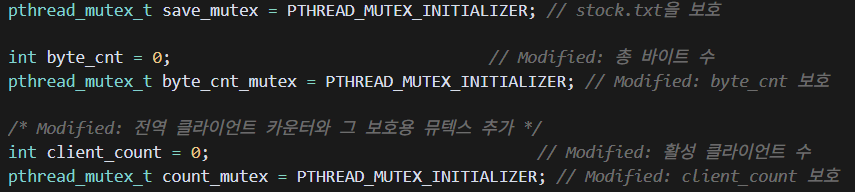 pthread_mutex_t save_mutex = PTHREAD_MUTEX_INITIALIZER; // stock.txt을 보호
int byte_cnt = 0; // Modified: 총 바이트 수
pthread_mutex_t byte_cnt_mutex = PTHREAD_MUTEX_INITIALIZER; // Modified: byte_cnt 보호
/* Modified: 전역 클라이언트 카운터와 그 보호용 뮤텍스 추가 */
int client_count = 0; // Modified: 활성 클라이언트 수
pthread_mutex_t count_mutex = PTHREAD_MUTEX_INITIALIZER; // Modified: client_count 보호